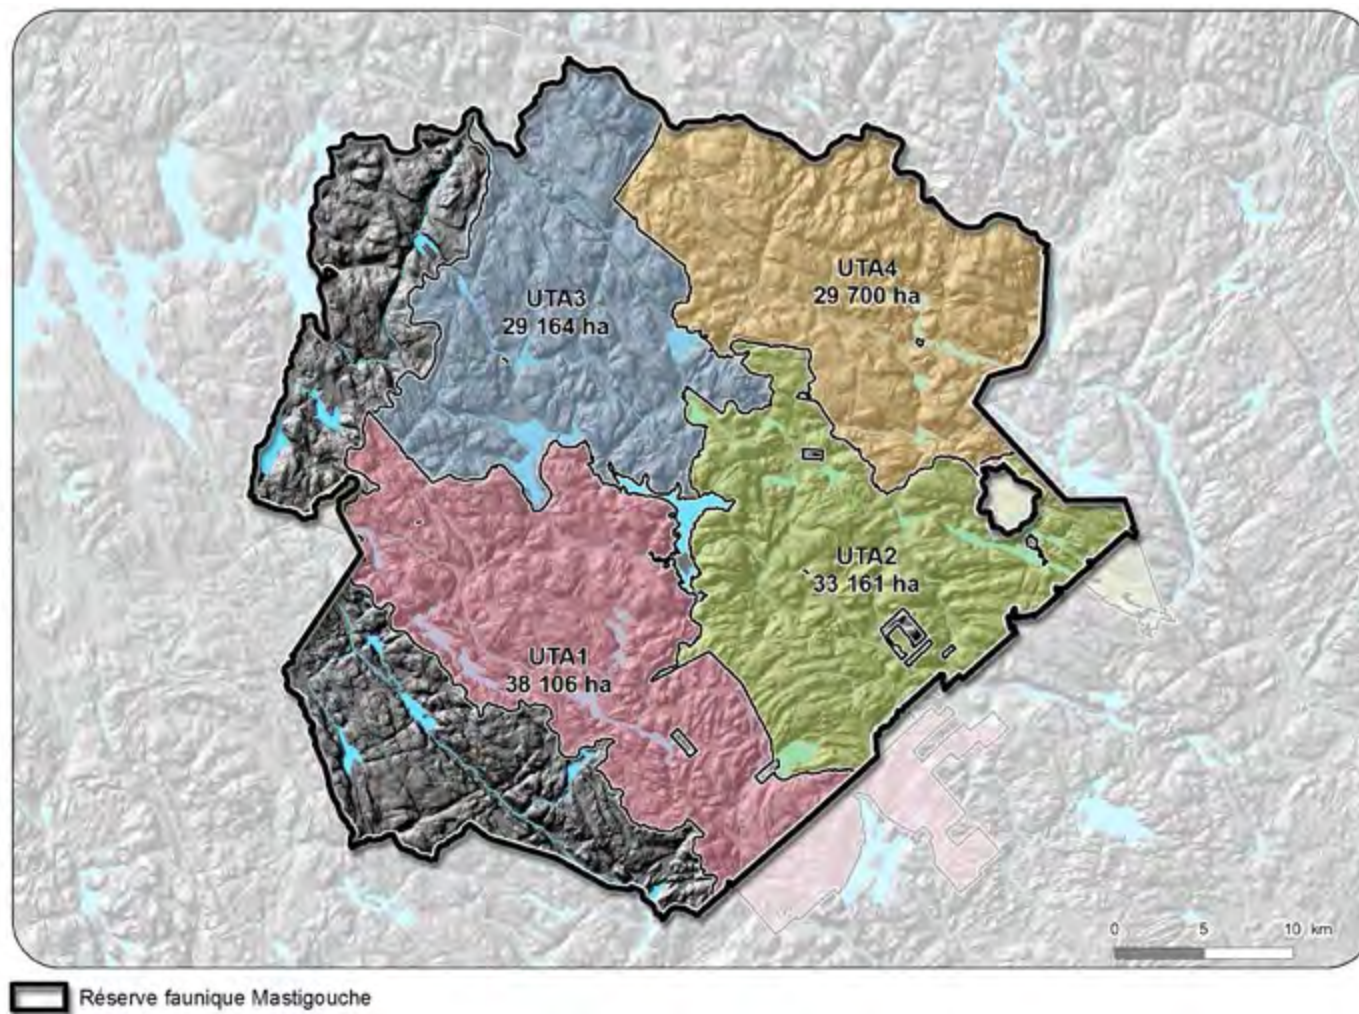 UTA4
29 700 ha
UTA3
29 164 ha
UTA2
33 161 ha
UTA1
38 106 ha
0 5 10 km
Réserve faunique Mastigouche